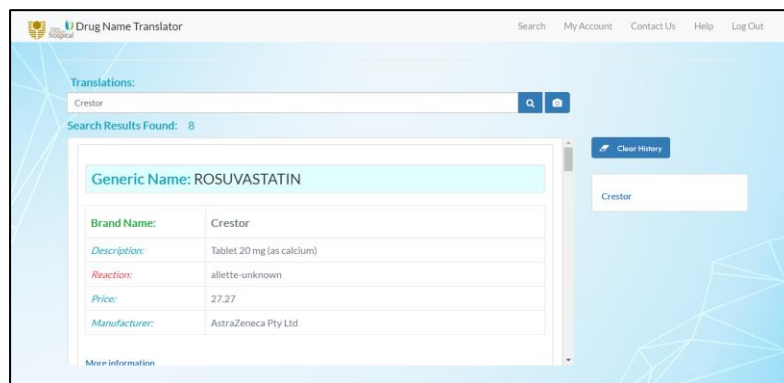 hospital
Drug Name Translator
Search My Account Contact Us Help Log Out
Translations:
Crestor
Search Results Found: 8
Clear History
Generic Name: ROSUVASTATIN
Crestor
Brand Name: Crestor
Description: Tablet 20 mg (as calcium)
Reaction: allette-unknown
Price: 27.27
Manufacturer: AstraZeneca Pty Ltd
More information